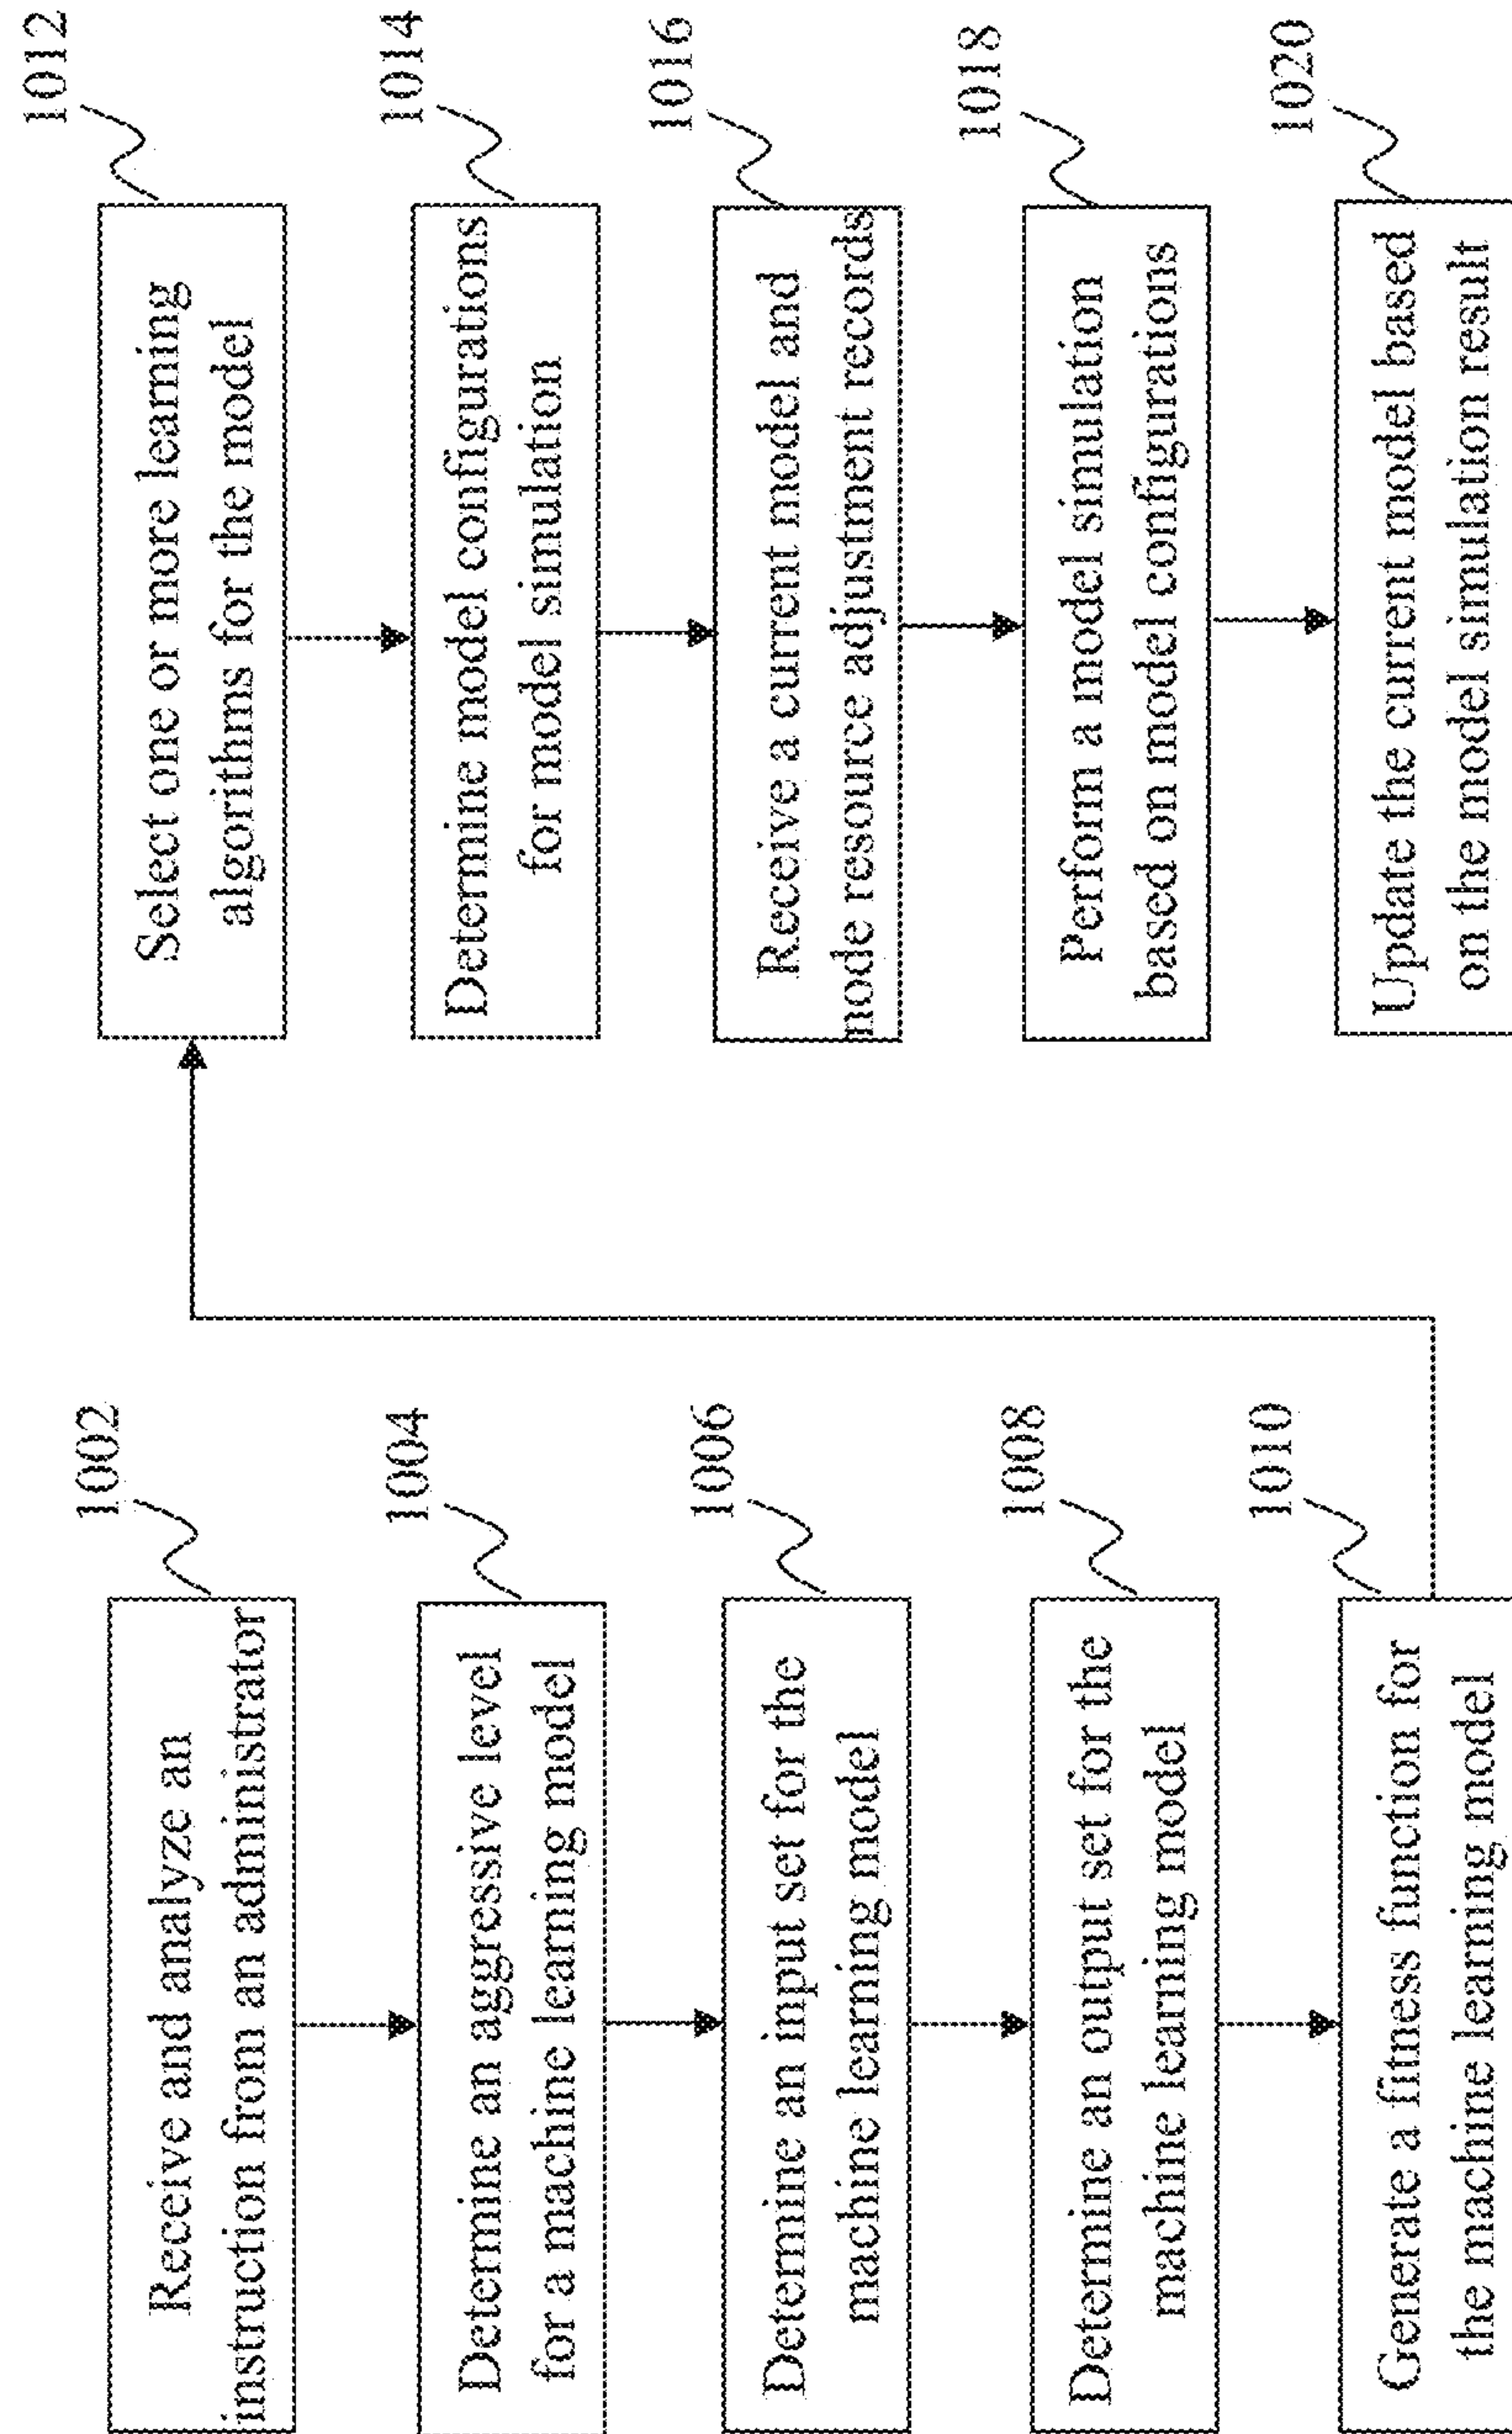 1002
Receive and analyze an
instruction from an administrator
1004
Determine an aggressive level
for a machine learning model
1006
Determine an input set for the
machine learning model
1008
Determine an output set for the
machine learning model
1010
Generate a fitness function for
the machine learning model
1012
Select one or more learning
algorithms for the model
1014
Determine model configurations
for model simulation
1016
Receive a current model and
node resource adjustment records
1018
Perform a model simulation
based on model configurations
1020
Update the current model based
on the model simulation result